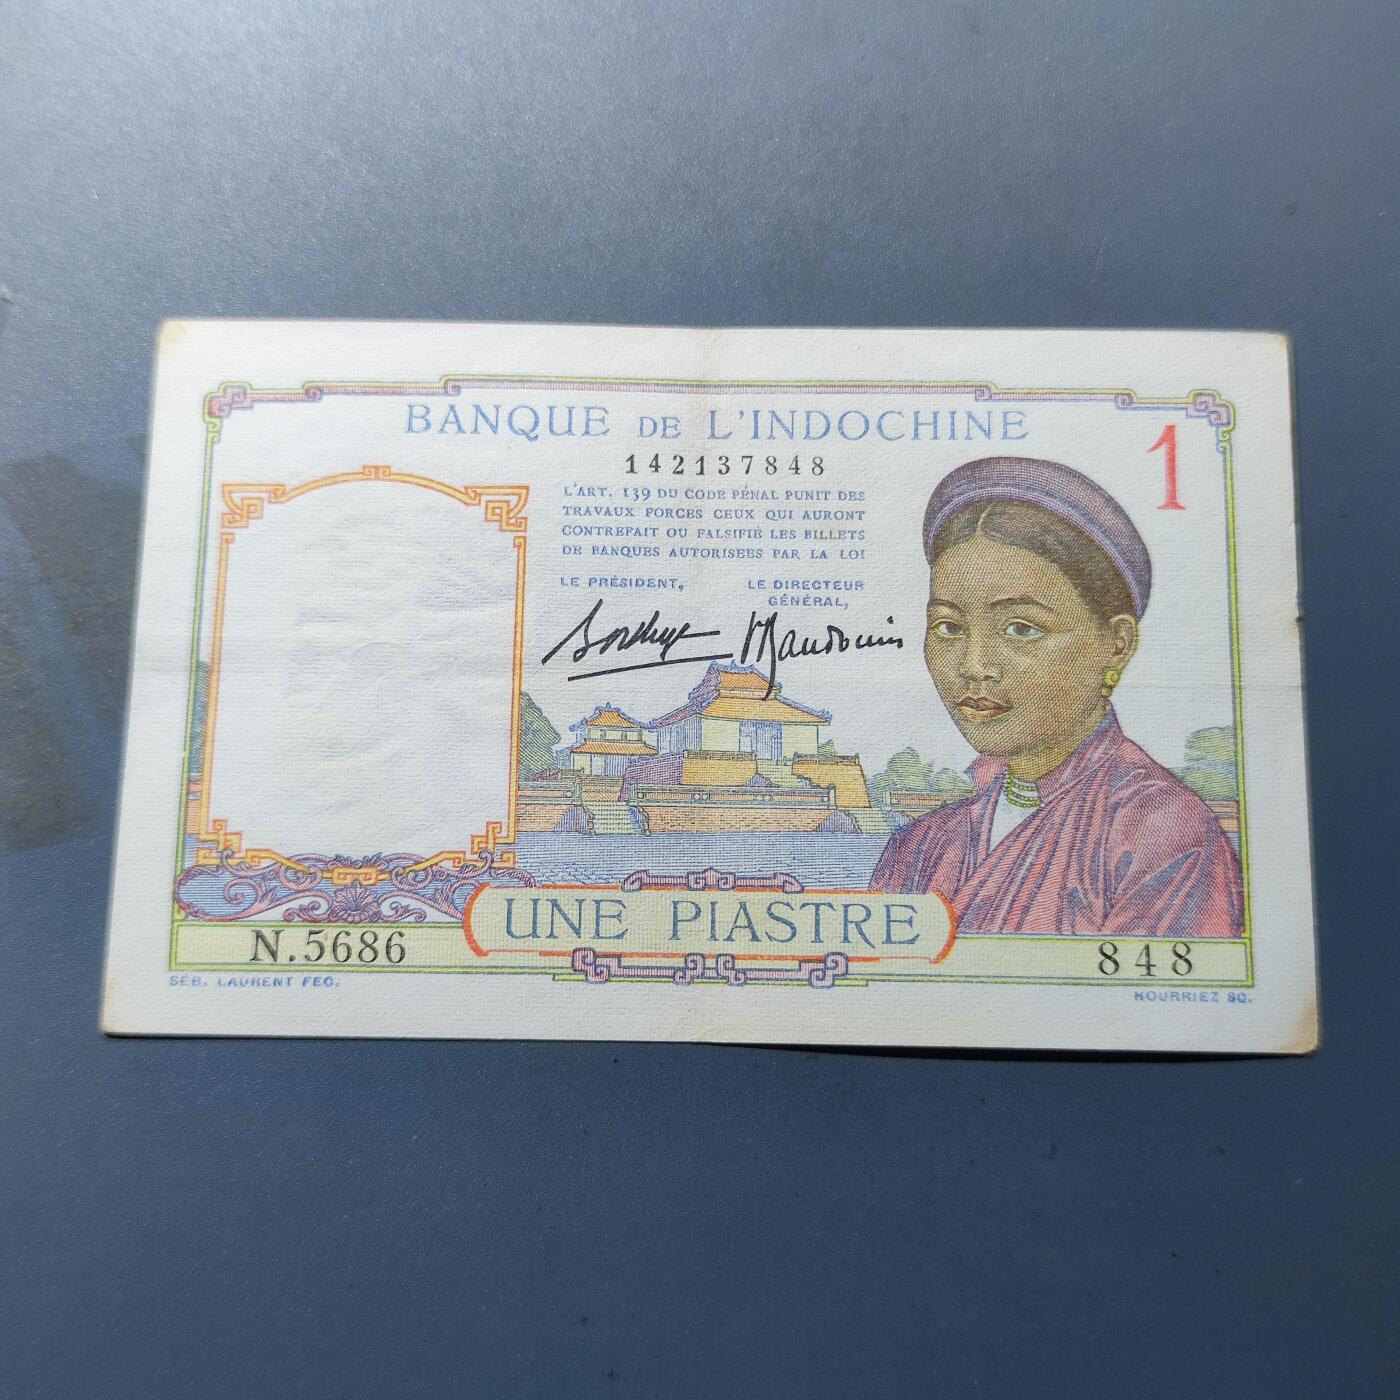 BANQUE DE L'INDOCHINE
1
142137848
L'ART. 139 DU CODE PÉNAL PUNIT DES
TRAVAUX FORCES CEUX QUI AURONT
CONTREFAIT OU FALSIFIÉ LES BILLETS
DE BANQUES AUTORISEES PAR LA LOI
LE PRÉSIDENT,
LE DIRECTEUR
GÉNÉRAL,
UNE PIASTRE
N.5686
848
SÉB. LAURENT FEC.
HOURRIEZ SC.